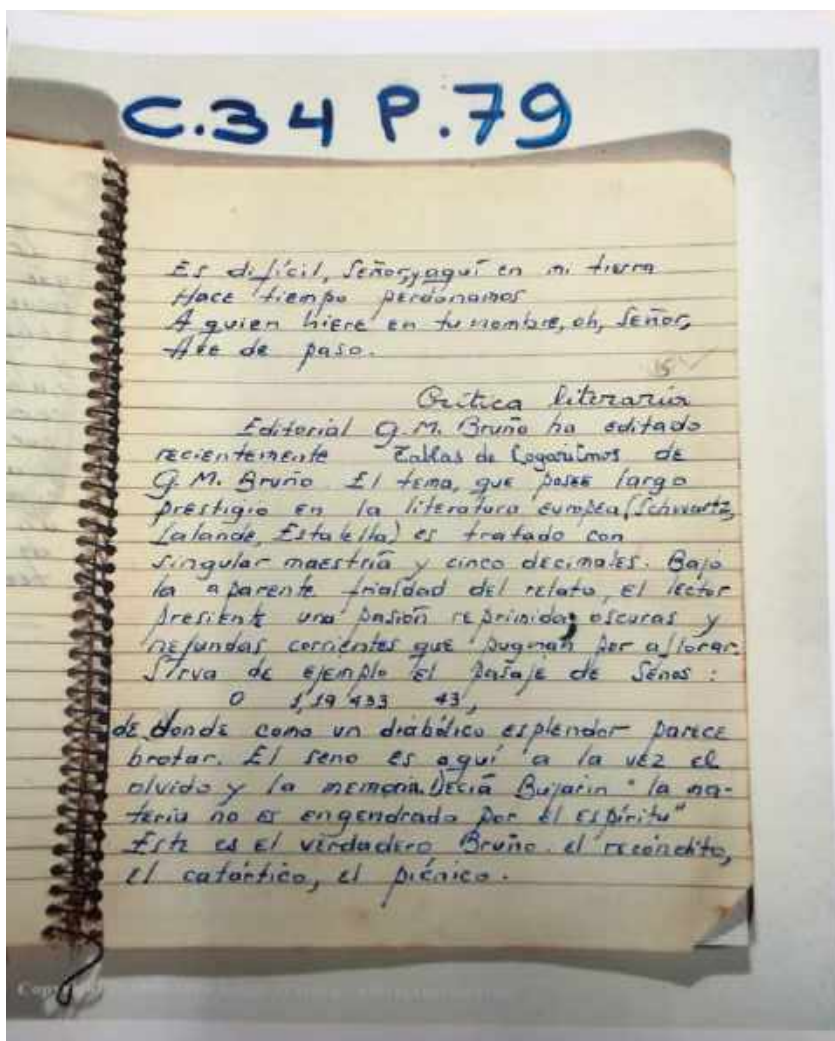 C.34 P.79
Es difícil, Señor, y aquí en mi tierra
Hace tiempo perdonamos
A quien hiere en tu nombre, oh, Señor,
Ave de paso.
Crítica literaria
Editorial G.M. Bruño ha editado
recientemente Tablas de Logaritmos de
G.M. Bruño. El tema, que posee largo
prestigio en la literatura europea (Schwartz,
Lalande, Estalella) es tratado con
singular maestría y cinco decimales. Bajo
la aparente frialdad del relato, el lector
presiente una pasión reprimida, oscuras y
nefundas corrientes que pugnan por aflorar.
Sirva de ejemplo el pasaje de Senos:
0 1,19 433 43,
de donde como un diabólico esplendor parece
brotar. El seno es aquí a la vez el
olvido y la memoria. Decía Bujarin "la ma-
teria no es engendrada por el espíritu"
Este es el verdadero Bruño. el recóndito,
el catártico, el pícnico.